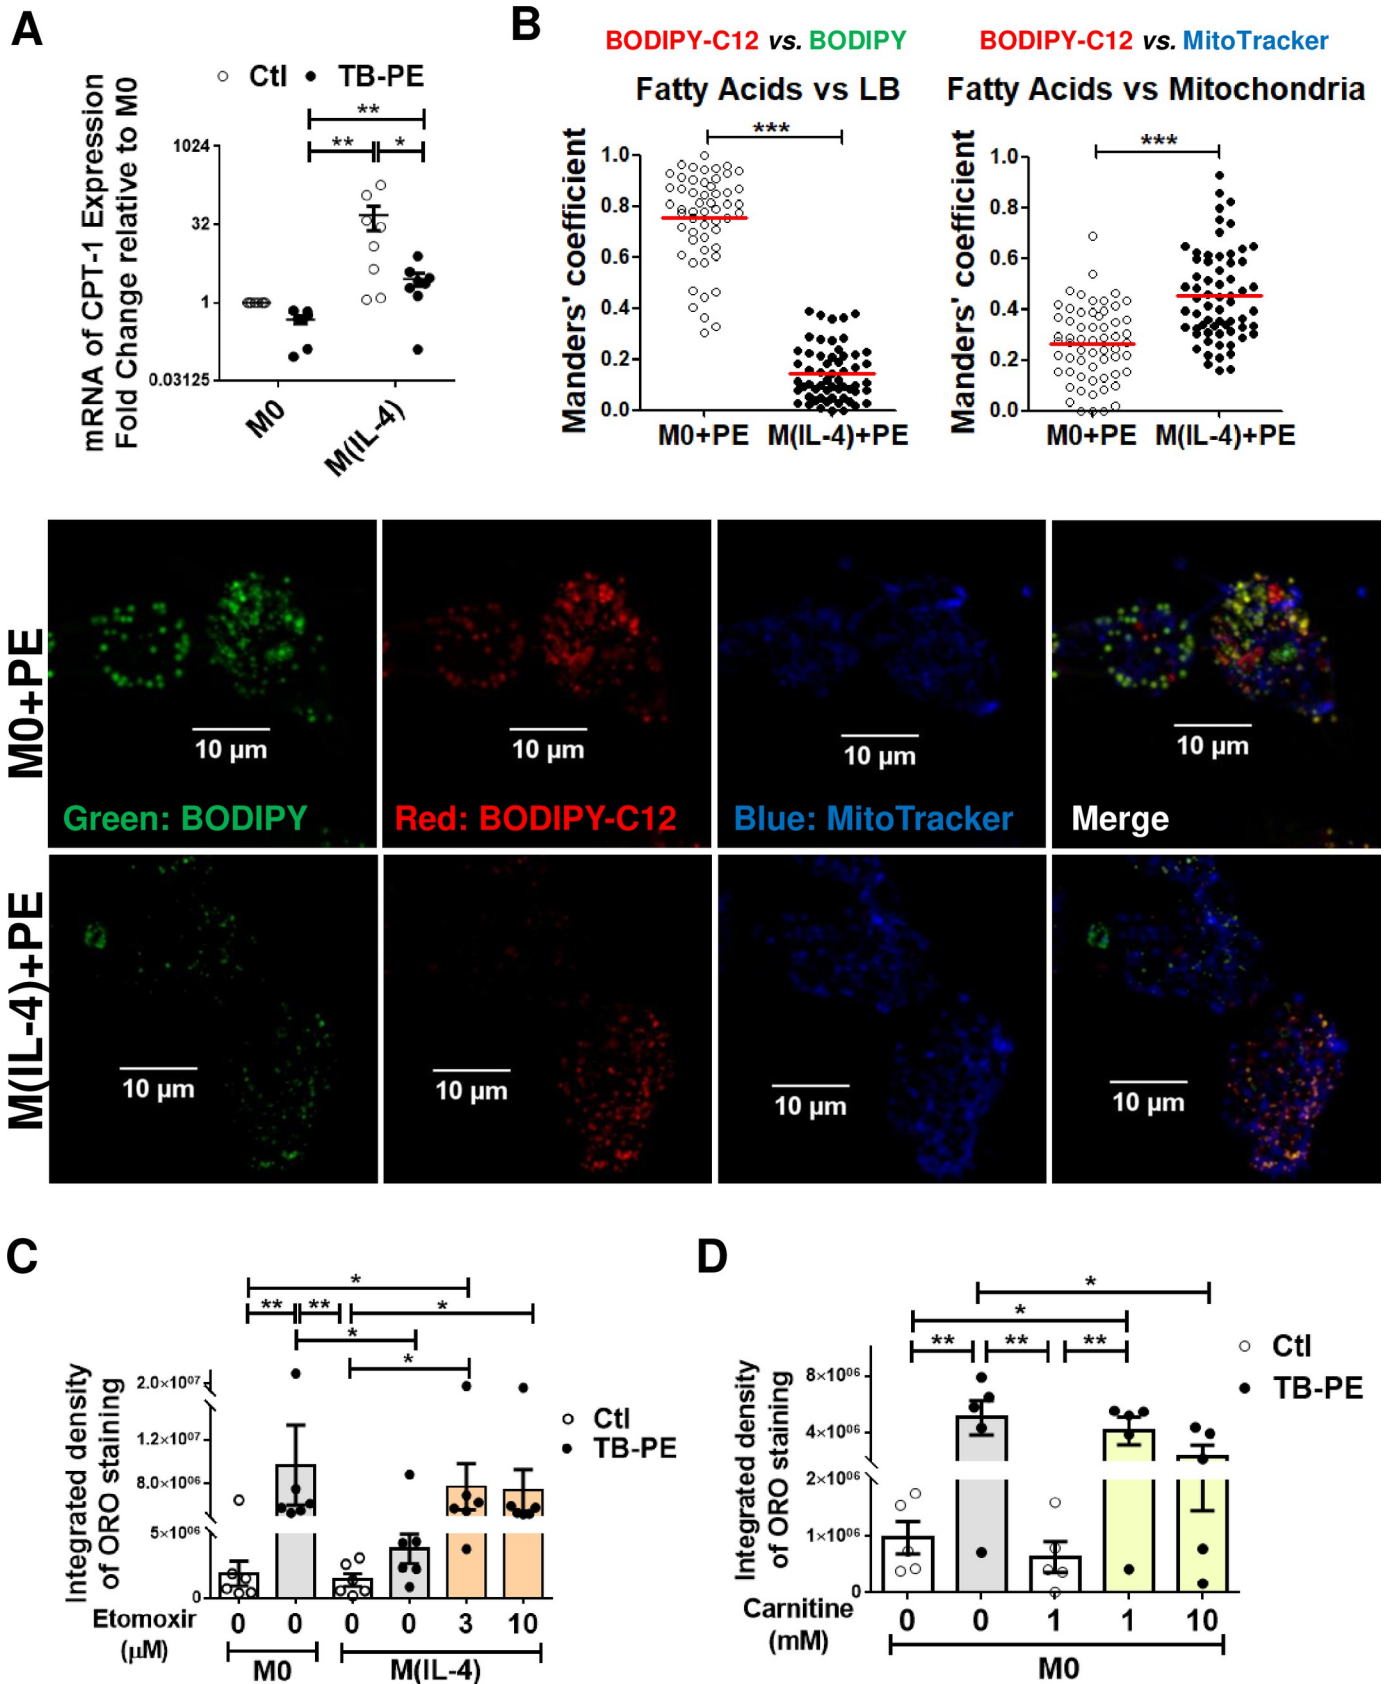 A
Ctl
TB-PE
**
**
*
mRNA of CPT-1 Expression
Fold Change relative to M0
1024
32
1
0.03125
M0
M(IL-4)
B
BODIPY-C12 vs. BODIPY
Fatty Acids vs LB
***
Manders' coefficient
1.0
0.8
0.6
0.4
0.2
0.0
M0+PE
M(IL-4)+PE
BODIPY-C12 vs. MitoTracker
Fatty Acids vs Mitochondria
***
Manders' coefficient
1.0
0.8
0.6
0.4
0.2
0.0
M0+PE
M(IL-4)+PE
M0+PE
10 µm
10 µm
10 µm
10 µm
Green: BODIPY
Red: BODIPY-C12
Blue: MitoTracker
Merge
M(IL-4)+PE
10 µm
10 µm
10 µm
10 µm
C
*
**
**
*
*
*
Integrated density
of ORO staining
2.0×10⁰⁷
1.2×10⁰⁷
8.0×10⁰⁶
5×10⁰⁶
0
Ctl
TB-PE
Etomoxir
(µM)
0
0
0
0
3
10
M0
M(IL-4)
D
*
*
**
**
**
Integrated density
of ORO staining
8×10⁰⁶
4×10⁰⁶
2×10⁰⁶
1×10⁰⁶
0
Ctl
TB-PE
Carnitine
(mM)
0
0
1
1
10
M0